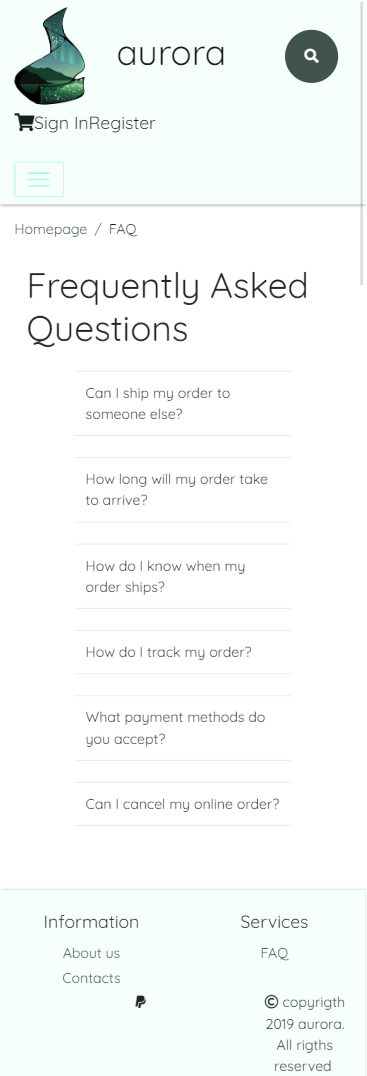 aurora
Sign InRegister
Homepage / FAQ
Frequently Asked
Questions
Can I ship my order to
someone else?
How long will my order take
to arrive?
How do I know when my
order ships?
How do I track my order?
What payment methods do
you accept?
Can I cancel my online order?
Information
About us
Contacts
Services
FAQ
© copyrigth
2019 aurora.
All rigths
reserved